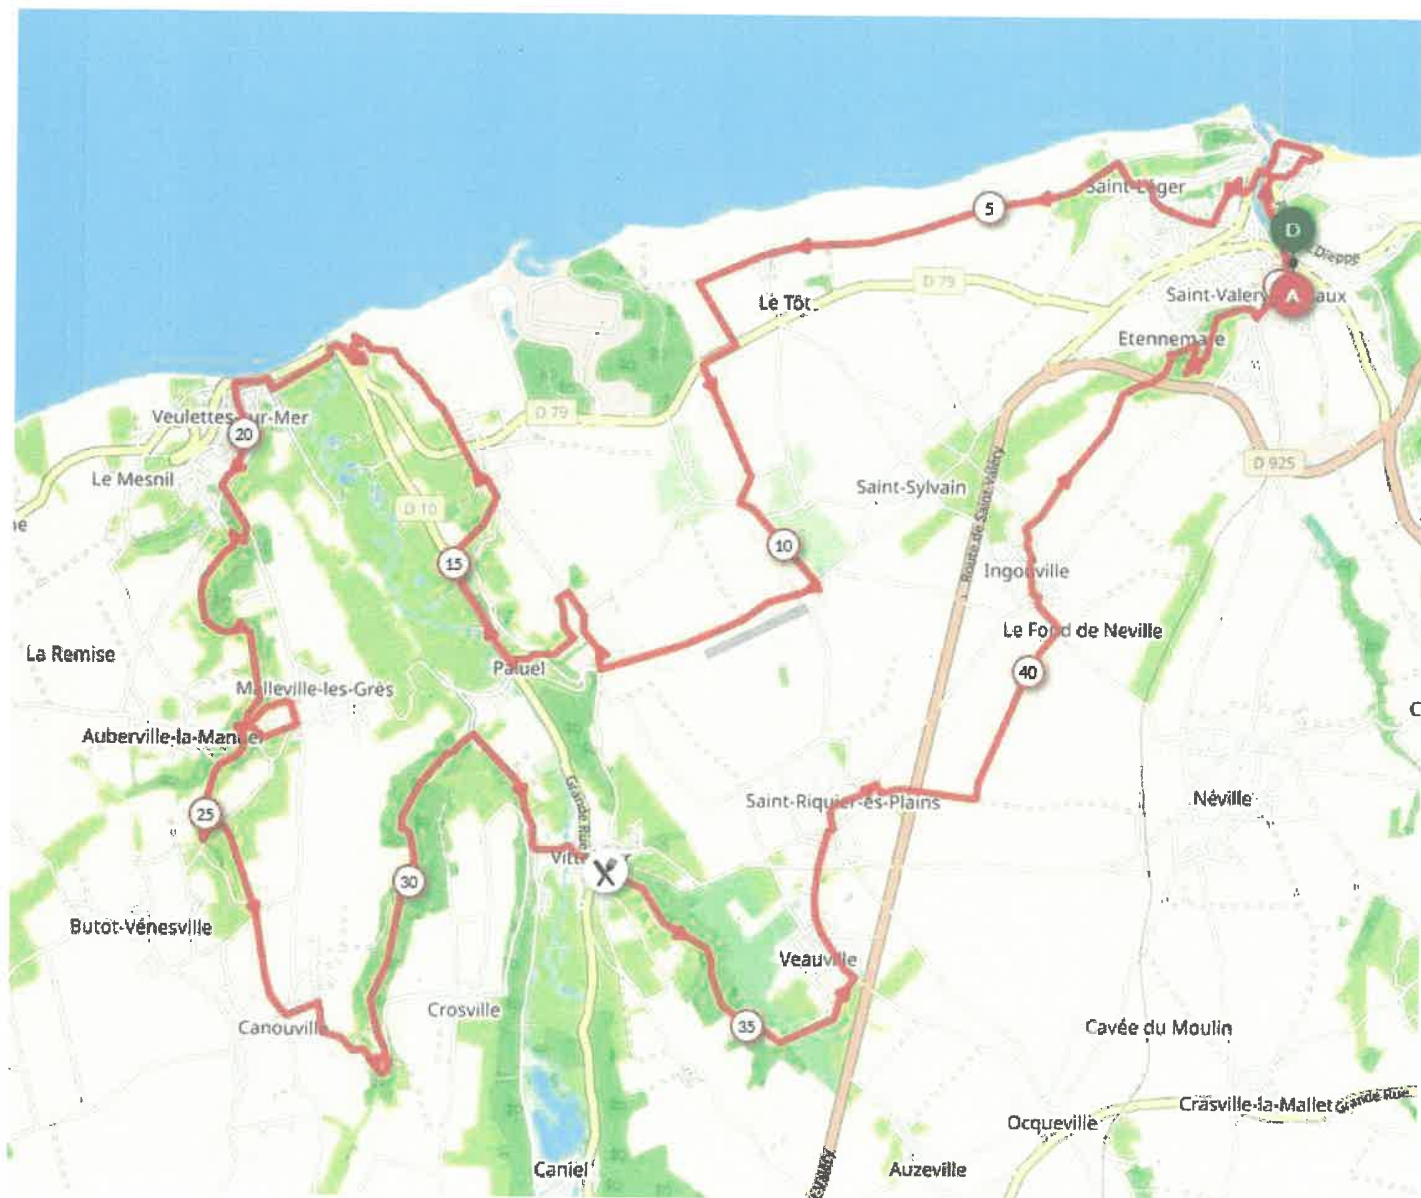 Saint-Léger
5
D
Dieppe
D 79
Le Tôt
A
Etennemare
D 79
Veulettes-sur-Mer
20
Le Mesnil
D 925
Saint-Sylvain
Route de Saint-Valéry
D 10
10
15
Ingouville
Le Fond de Neville
La Remise
Paluel
40
Malleville-les-Grès
Auberville-la-Manuel
Grande Rue
Saint-Riquier-ès-Plains
Néville
25
30
Butot-Vénesville
Veauville
Crosville
35
Canouville
Cavée du Moulin
Crasville-la-Mallet
Grande Rue
Ocqueville
Caniel
Auzeville